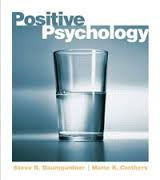 Positive
Psychology
Steve R. Baumgardner | Marie K. Crothers